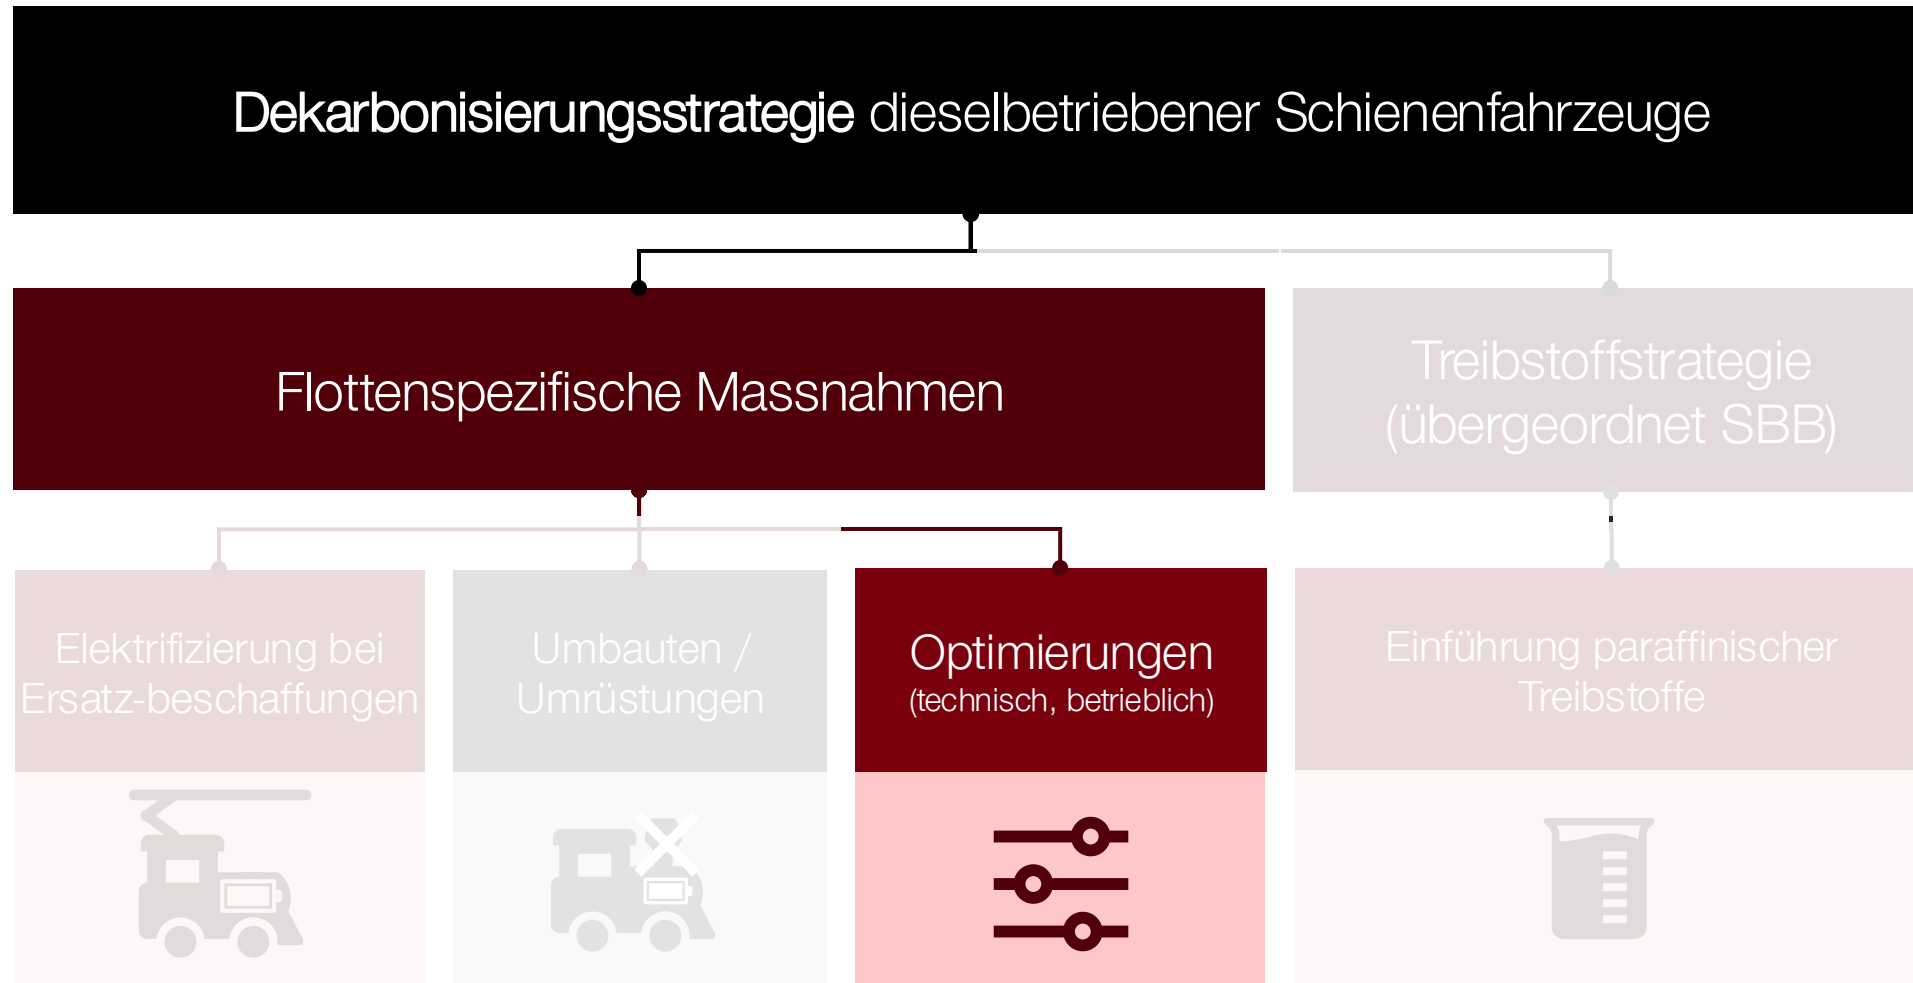 Dekarbonisierungsstrategie dieselbetriebener Schienenfahrzeuge
Flottenspezifische Massnahmen
Treibstoffstrategie
(übergeordnet SBB)
Elektrifizierung bei
Ersatz-beschaffungen
Umbauten /
Umrüstungen
Optimierungen
(technisch, betrieblich)
Einführung paraffinischer
Treibstoffe